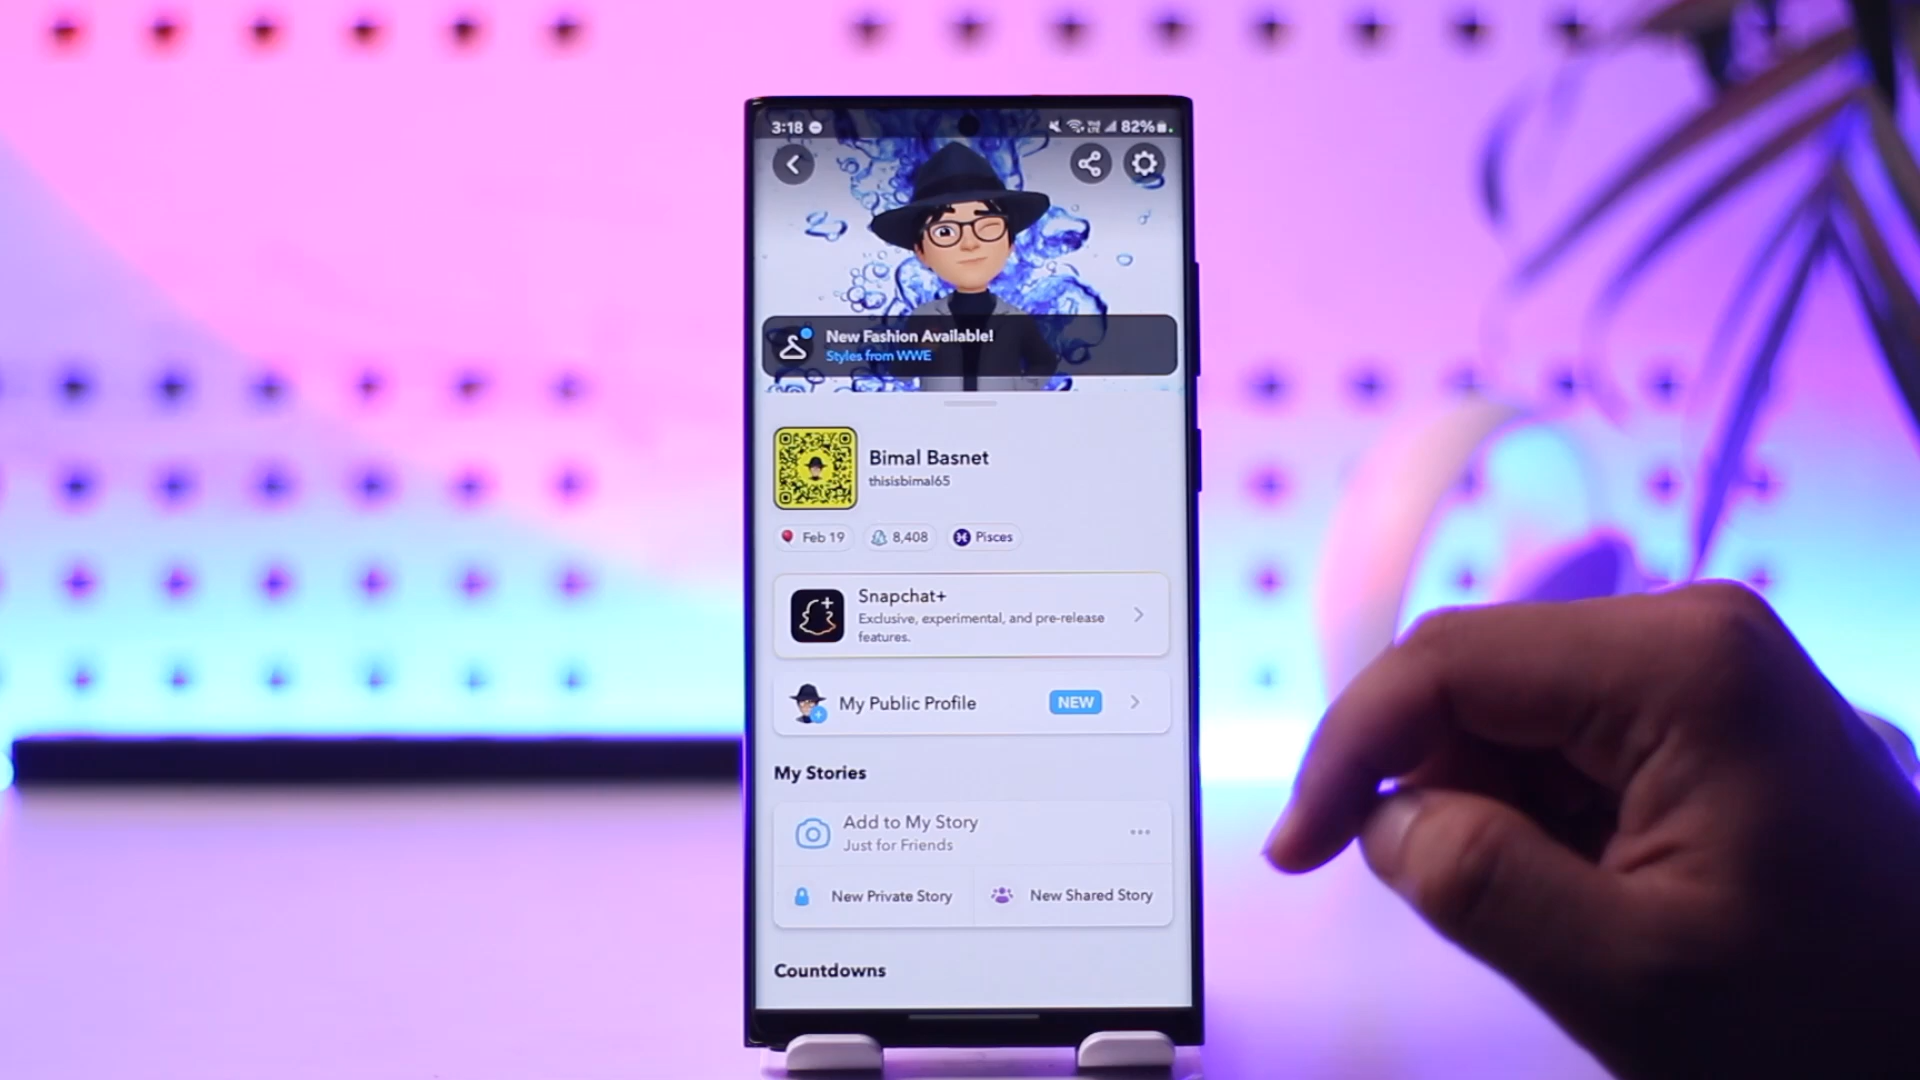 3:18
82%
New Fashion Available!
Styles from WWE
Bimal Basnet
thisisbimal65
Feb 19
8,408
Pisces
Snapchat+
Exclusive, experimental, and pre-release
features.
My Public Profile
NEW
My Stories
Add to My Story
Just for Friends
New Private Story
New Shared Story
Countdowns